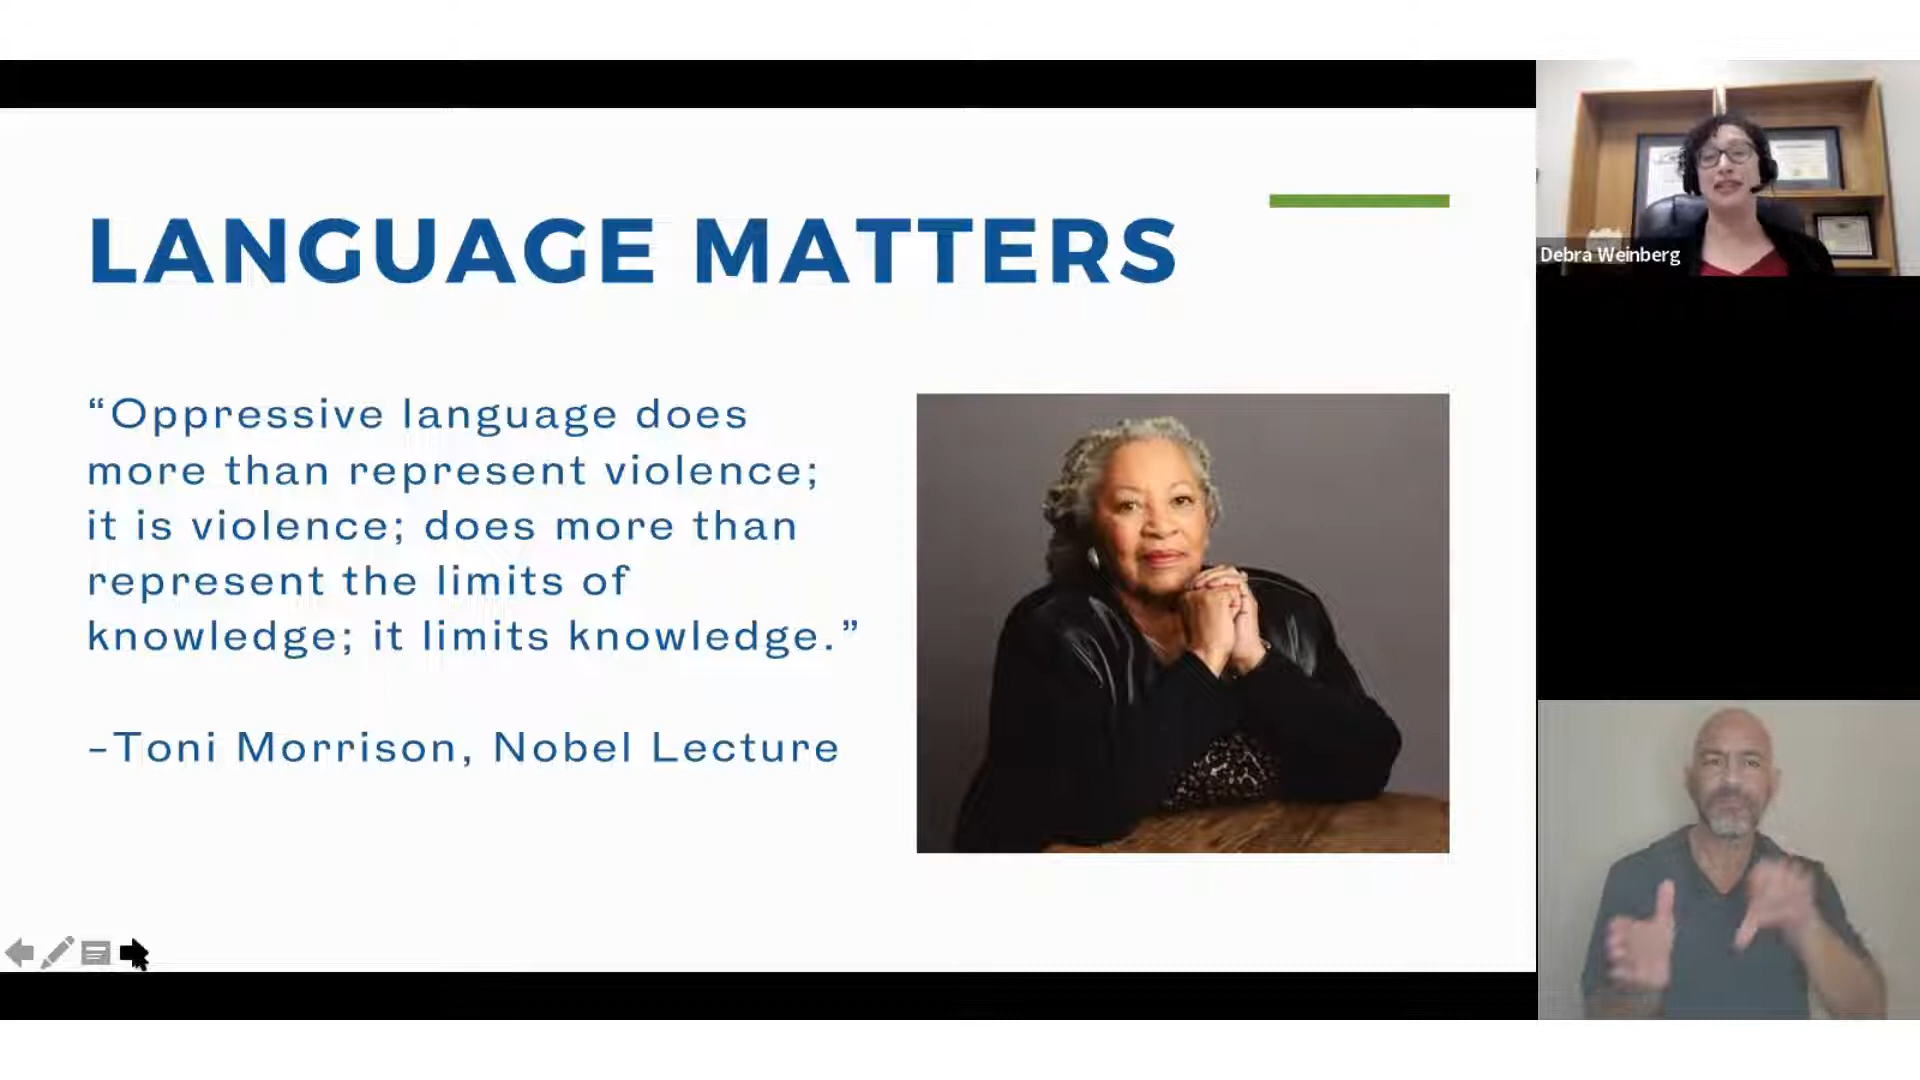 LANGUAGE MATTERS
“Oppressive language does
more than represent violence;
it is violence; does more than
represent the limits of
knowledge; it limits knowledge.”
–Toni Morrison, Nobel Lecture
Debra Weinberg